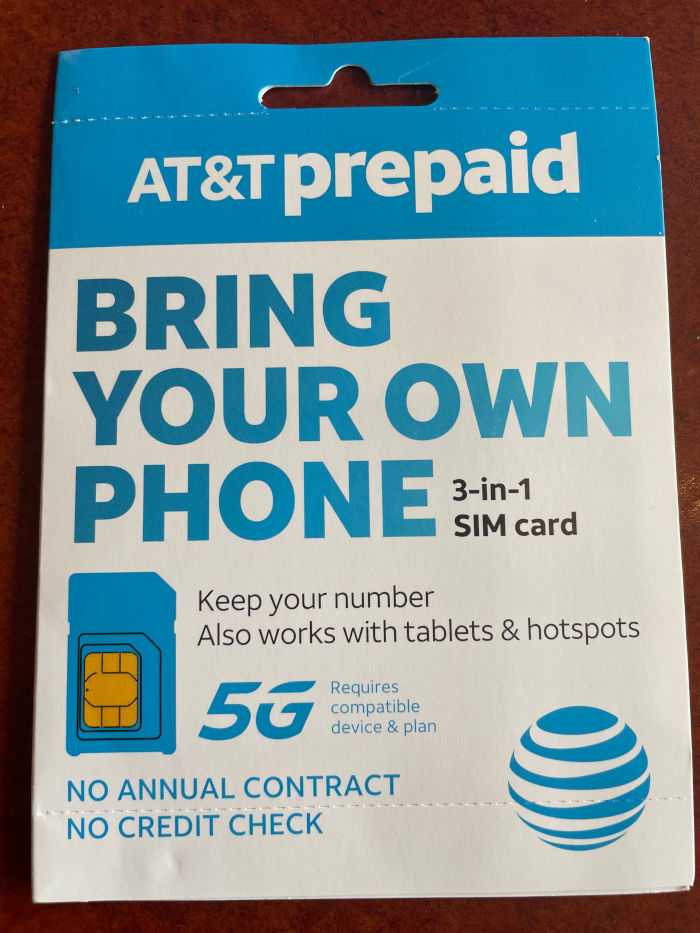 AT&T prepaid
BRING
YOUR OWN
PHONE
3-in-1
SIM card
Keep your number
Also works with tablets & hotspots
5G
Requires
compatible
device & plan
NO ANNUAL CONTRACT
NO CREDIT CHECK